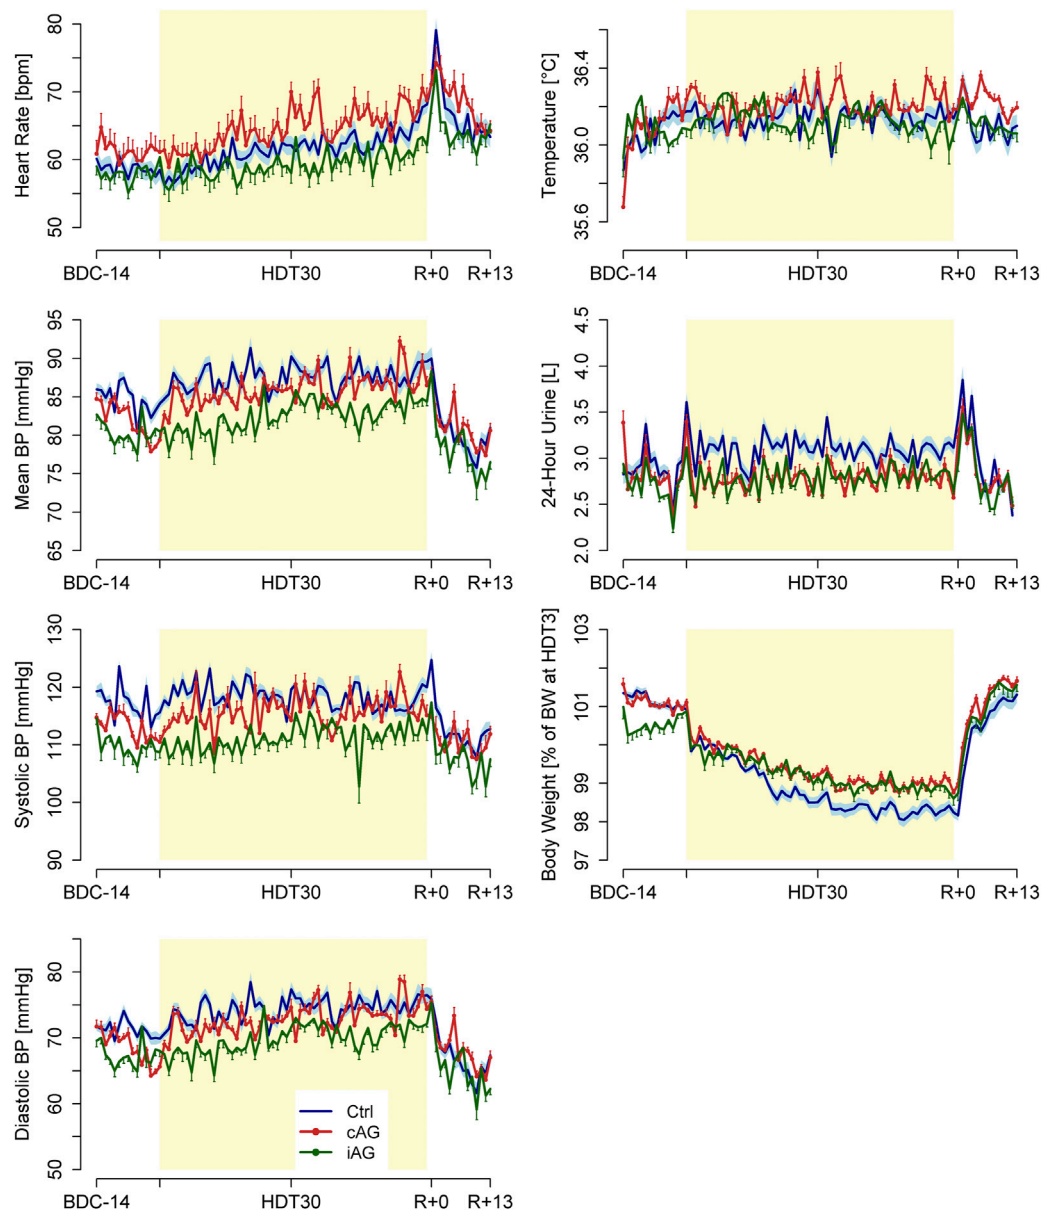 Heart Rate [bpm]
80
70
60
50
BDC-14 HDT30 R+0 R+13
Temperature [°C]
36.4
36.0
35.6
BDC-14 HDT30 R+0 R+13
Mean BP [mmHg]
95
90
85
80
75
70
65
BDC-14 HDT30 R+0 R+13
24-Hour Urine [L]
4.5
4.0
3.5
3.0
2.5
2.0
BDC-14 HDT30 R+0 R+13
Systolic BP [mmHg]
130
120
110
100
90
BDC-14 HDT30 R+0 R+13
Body Weight [% of BW at HDT3]
103
101
99
98
97
BDC-14 HDT30 R+0 R+13
Diastolic BP [mmHg]
80
70
60
50
Ctrl
cAG
iAG
BDC-14 HDT30 R+0 R+13